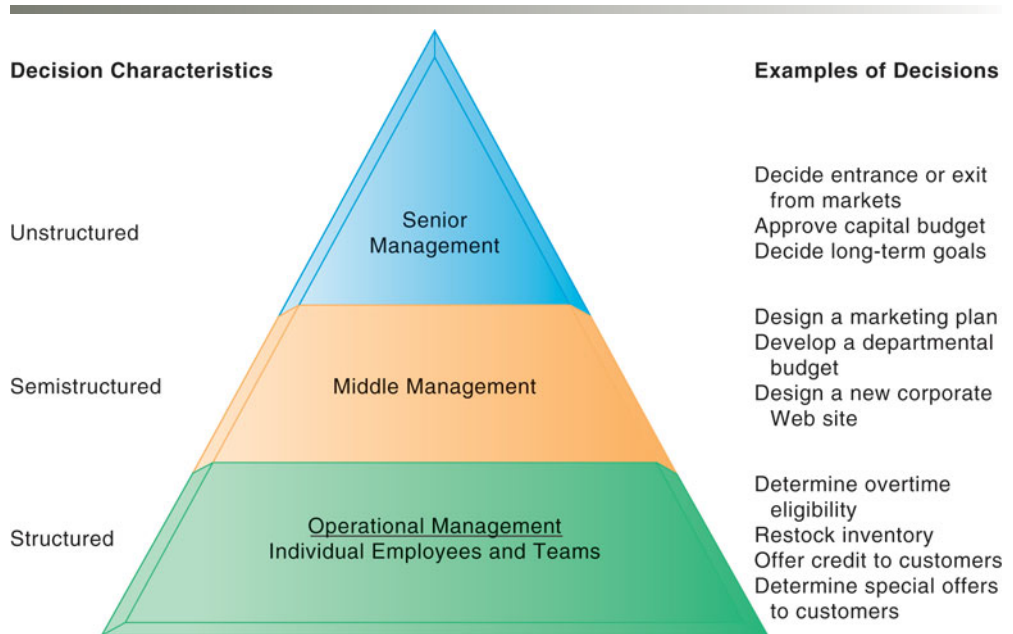 Decision Characteristics
Examples of Decisions
Unstructured
Senior
Management
Decide entrance or exit
from markets
Approve capital budget
Decide long-term goals
Semistructured
Middle Management
Design a marketing plan
Develop a departmental
budget
Design a new corporate
Web site
Structured
Operational Management
Individual Employees and Teams
Determine overtime
eligibility
Restock inventory
Offer credit to customers
Determine special offers
to customers